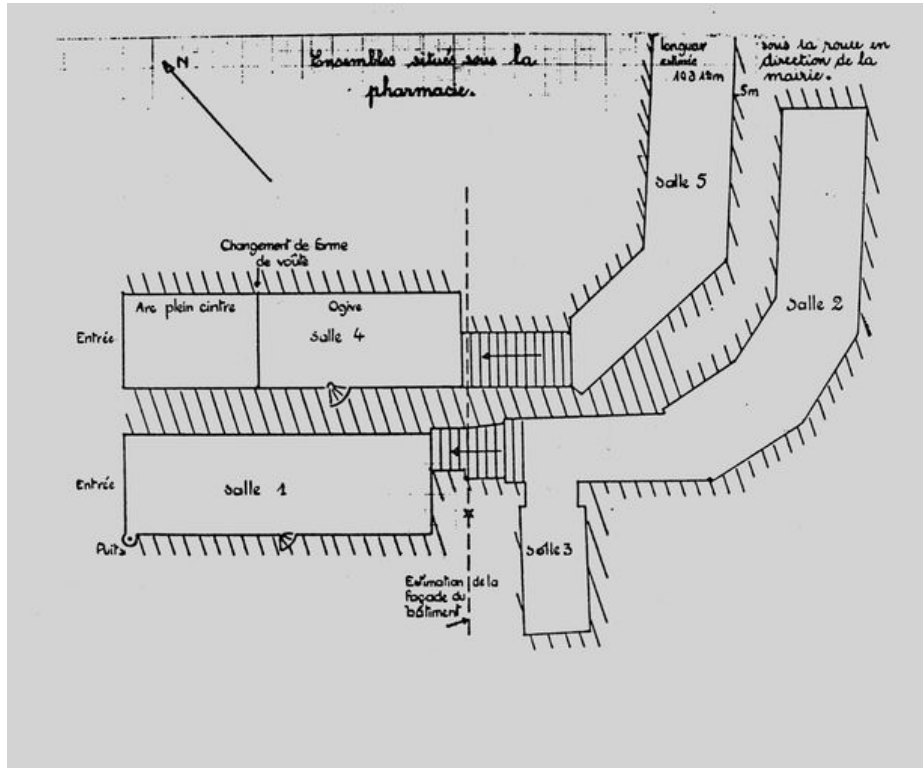 N
Ensembles situés sous la
pharmacie.
longueur
estimée
10 à 12m
5m
sous la route en
direction de la
mairie.
salle 5
Changement de forme
de voûte
Arc plein cintre
Ogive
Entrée
salle 4
salle 2
Entrée
salle 1
Puits
salle 3
Estimation de la
façade du
bâtiment